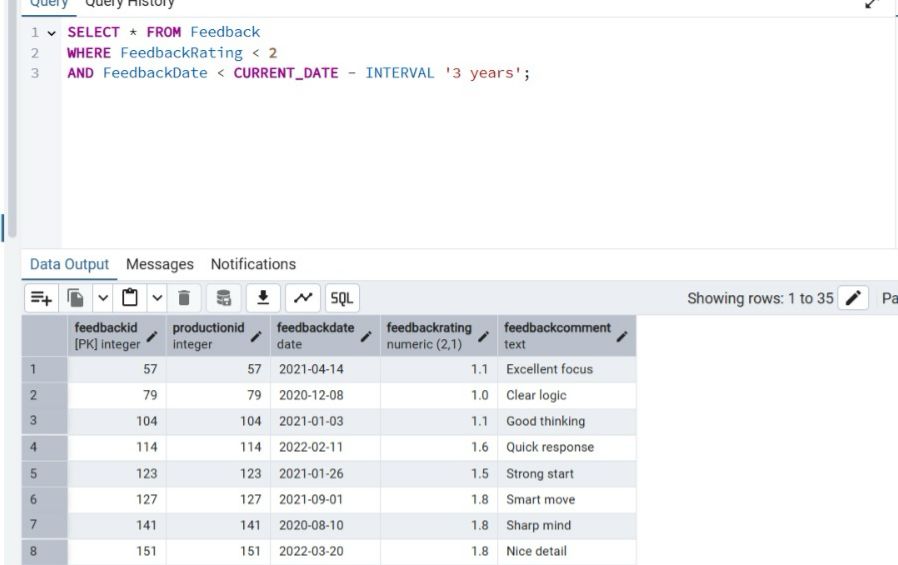 Query Query History
1 SELECT * FROM Feedback
2 WHERE FeedbackRating < 2
3 AND FeedbackDate < CURRENT_DATE - INTERVAL '3 years';
Data Output Messages Notifications
SQL Showing rows: 1 to 35 Pa
feedbackid productionid feedbackdate feedbackrating feedbackcomment
[PK] integer integer date numeric (2,1) text
1 57 57 2021-04-14 1.1 Excellent focus
2 79 79 2020-12-08 1.0 Clear logic
3 104 104 2021-01-03 1.1 Good thinking
4 114 114 2022-02-11 1.6 Quick response
5 123 123 2021-01-26 1.5 Strong start
6 127 127 2021-09-01 1.8 Smart move
7 141 141 2020-08-10 1.8 Sharp mind
8 151 151 2022-03-20 1.8 Nice detail